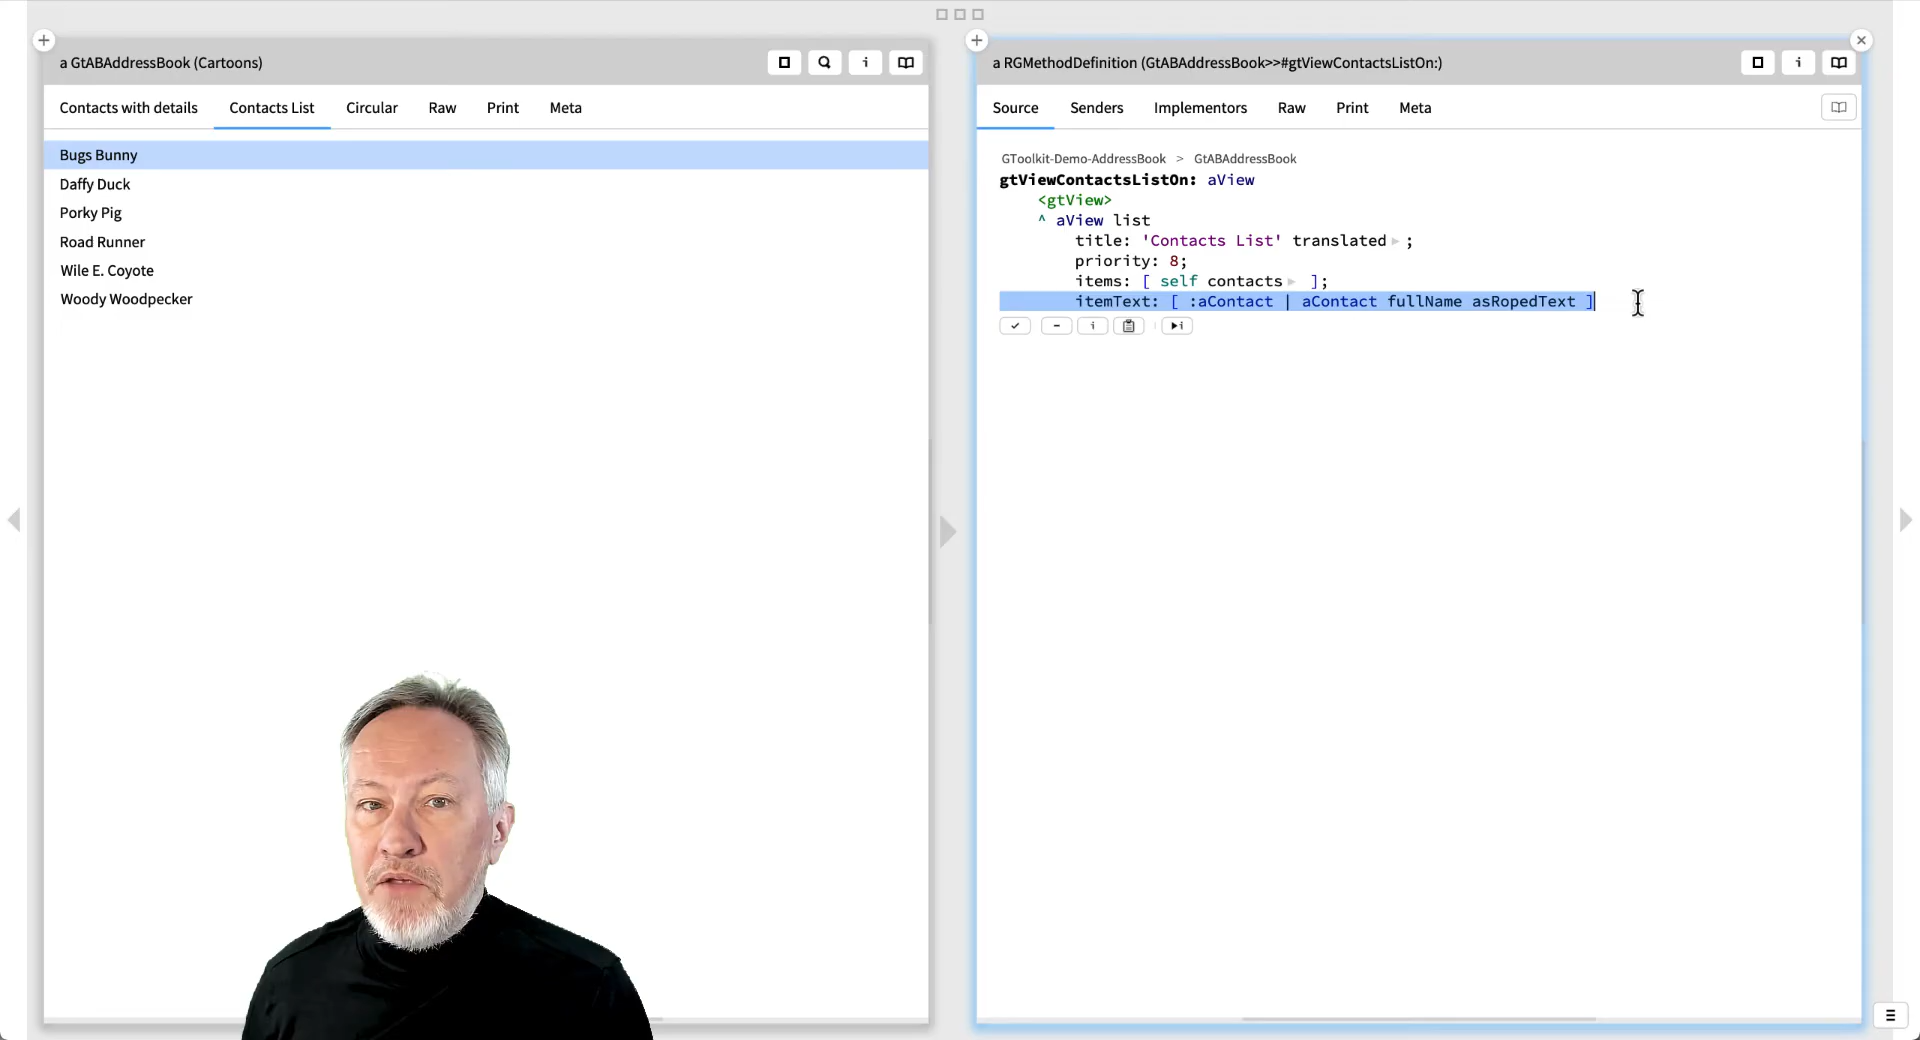 a GtABAddressBook (Cartoons)
Contacts with details Contacts List Circular Raw Print Meta
Bugs Bunny
Daffy Duck
Porky Pig
Road Runner
Wile E. Coyote
Woody Woodpecker
a RGMethodDefinition (GtABAddressBook>>#gtViewContactsListOn:)
Source Senders Implementors Raw Print Meta
GToolkit-Demo-AddressBook > GtABAddressBook
gtViewContactsListOn: aView
<gtView>
^ aView list
title: 'Contacts List' translated ;
priority: 8;
items: [ self contacts ];
itemText: [ :aContact | aContact fullName asRopedText ]